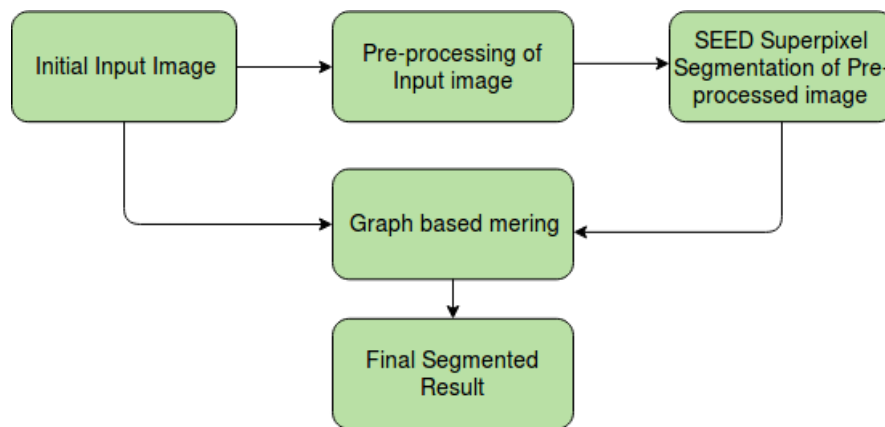 Initial Input Image
Pre-processing of
Input image
SEED Superpixel
Segmentation of Pre-
processed image
Graph based mering
Final Segmented
Result